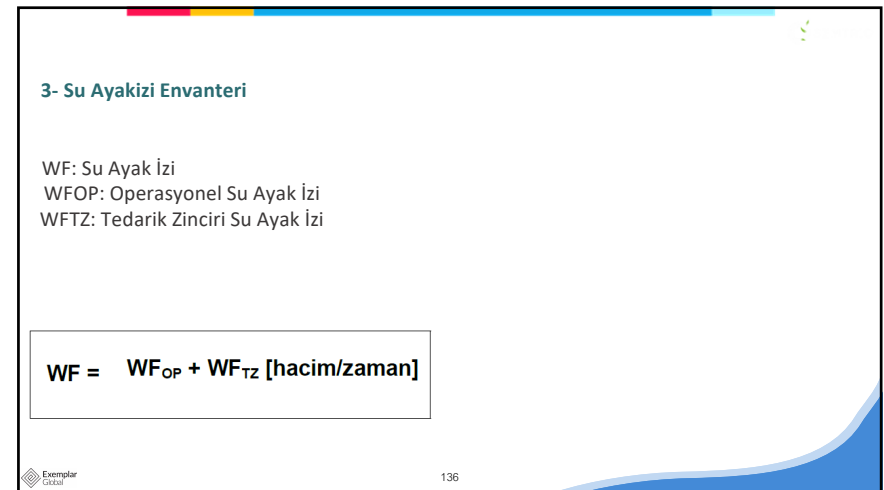 3- Su Ayakizi Envanteri
WF: Su Ayak İzi
WFOP: Operasyonel Su Ayak İzi
WFTZ: Tedarik Zinciri Su Ayak İzi
WF = WFOP + WFTZ [hacim/zaman]
Exemplar
Global
136